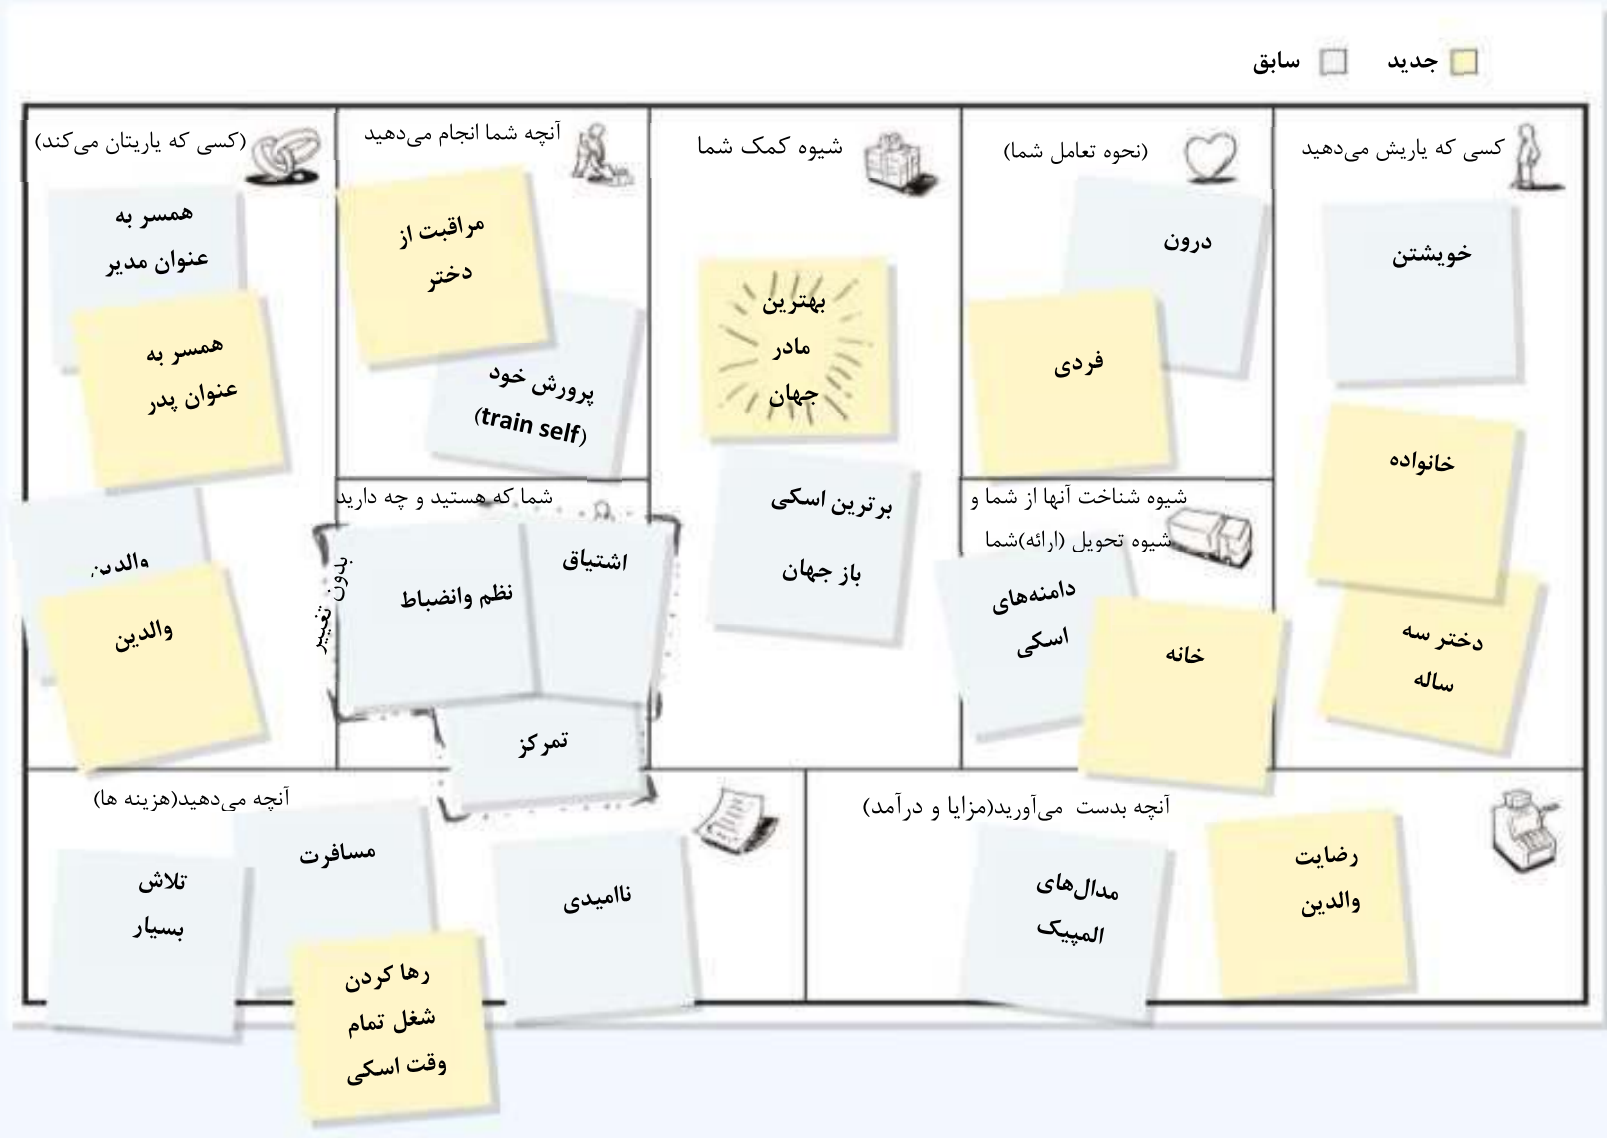 جدید
سابق
کسی که یاریش می‌دهید
خویشتن
خانواده
دختر سه
ساله
(نحوه تعامل شما)
درون
فردی
شیوه شناخت آنها از شما و
شیوه تحویل (ارائه)شما
دامنه‌های
اسکی
خانه
شیوه کمک شما
بهترین
مادر
جهان
برترین اسکی
باز جهان
آنچه شما انجام می‌دهید
مراقبت از
دختر
پرورش خود
(train self)
شما که هستید و چه دارید
بدون تغییر
اشتیاق
نظم وانضباط
تمرکز
(کسی که یاریتان می‌کند)
همسر به
عنوان مدیر
همسر به
عنوان پدر
والدین
والدین
آنچه بدست می‌آورید(مزایا و درآمد)
رضایت
والدین
مدال‌های
المپیک
آنچه می‌دهید(هزینه ها)
ناامیدی
مسافرت
تلاش
بسیار
رها کردن
شغل تمام
وقت اسکی